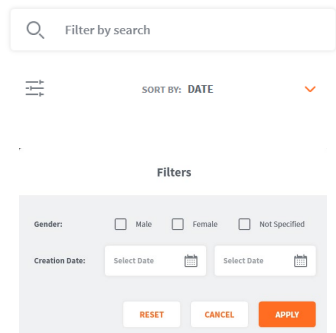 Filter by search
SORT BY: DATE
Filters
Gender: Male Female Not Specified
Creation Date: Select Date Select Date
RESET CANCEL APPLY